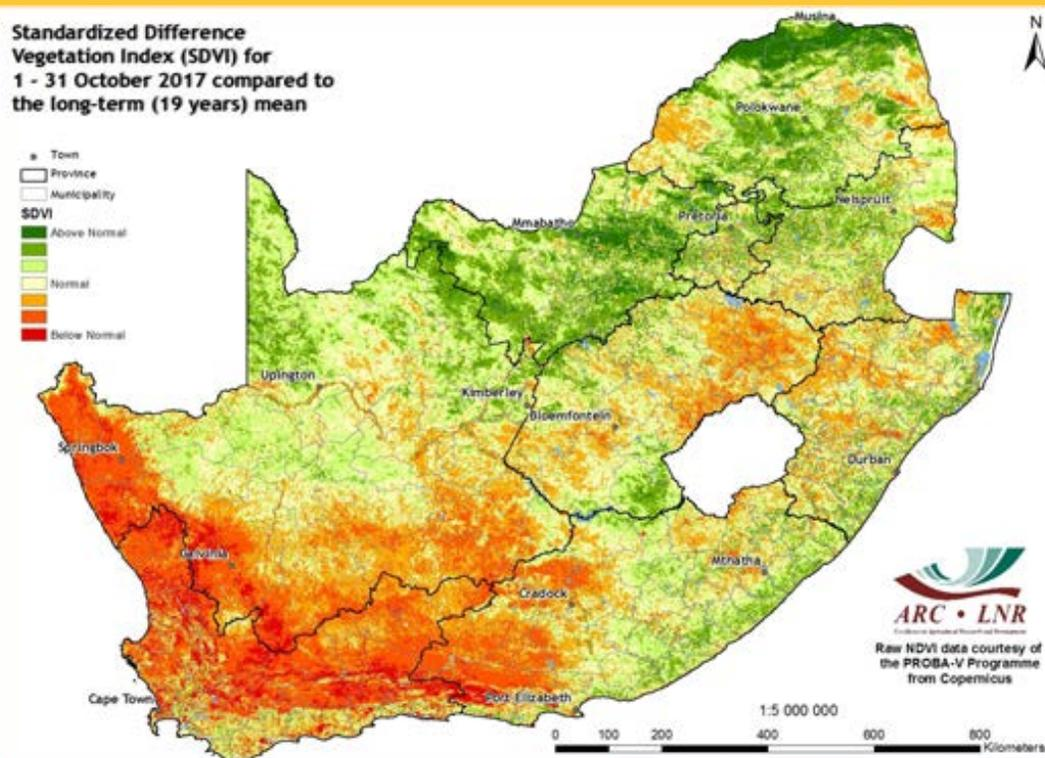 Standardized Difference
Vegetation Index (SDVI) for
1 - 31 October 2017 compared to
the long-term (19 years) mean
Town
Province
Municipality
SDVI
Above Normal
Normal
Below Normal
N
Musina
Polokwane
Nelspruit
Pretoria
Mmabatho
Upington
Kimberley
Bloemfontein
Springbok
Durban
Calvinia
Mthatha
Cradock
Cape Town
Port Elizabeth
ARC • LNR
Raw NDVI data courtesy of
the PROBA-V Programme
from Copernicus
1:5 000 000
0 100 200 400 600 800
Kilometers